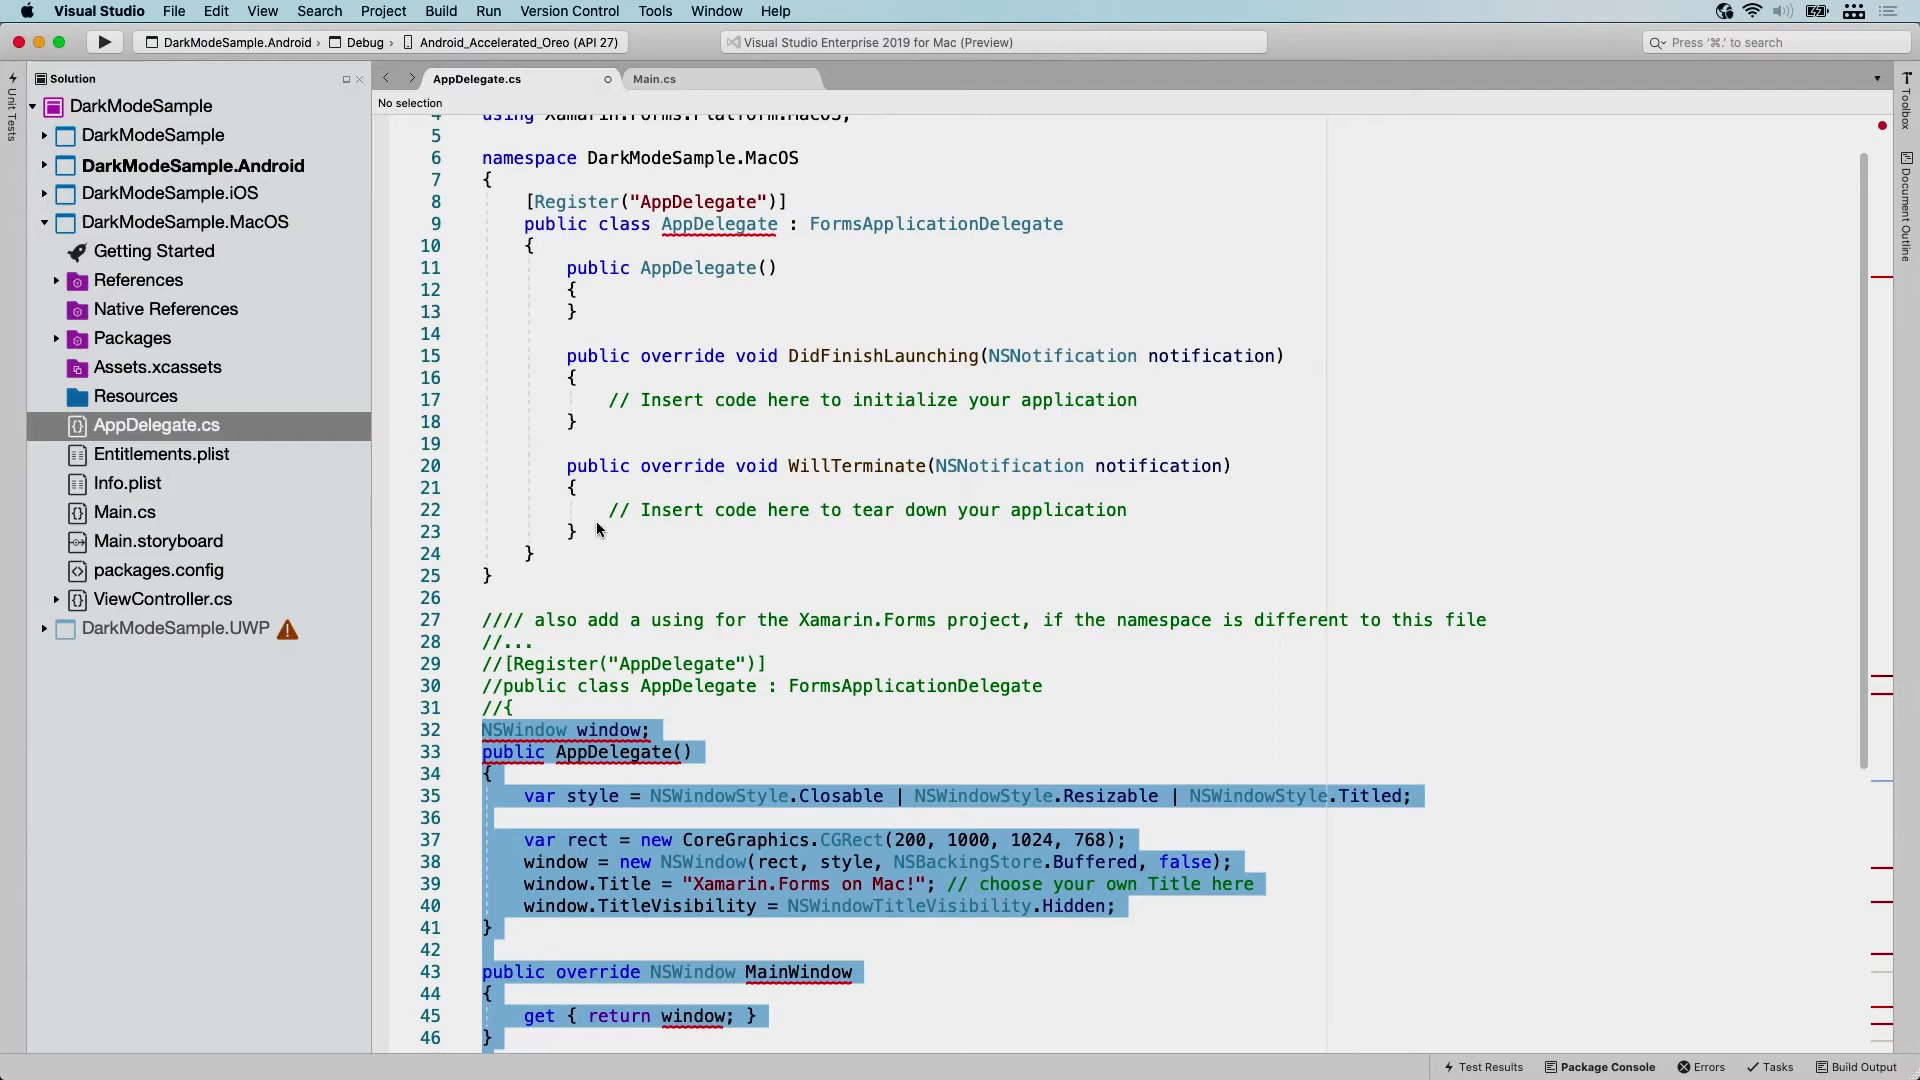 Visual Studio File Edit View Search Project Build Run Version Control Tools Window Help
DarkModeSample.Android › Debug › Android_Accelerated_Oreo (API 27)
Visual Studio Enterprise 2019 for Mac (Preview)
Press '⌘.' to search
Unit Tests
Solution
DarkModeSample
DarkModeSample
DarkModeSample.Android
DarkModeSample.iOS
DarkModeSample.MacOS
Getting Started
References
Native References
Packages
Assets.xcassets
Resources
AppDelegate.cs
Entitlements.plist
Info.plist
Main.cs
Main.storyboard
packages.config
ViewController.cs
DarkModeSample.UWP
AppDelegate.cs Main.cs
No selection
4 using Xamarin.Forms.Platform.MacOS;
5
6 namespace DarkModeSample.MacOS
7 {
8 [Register("AppDelegate")]
9 public class AppDelegate : FormsApplicationDelegate
10 {
11 public AppDelegate()
12 {
13 }
14
15 public override void DidFinishLaunching(NSNotification notification)
16 {
17 // Insert code here to initialize your application
18 }
19
20 public override void WillTerminate(NSNotification notification)
21 {
22 // Insert code here to tear down your application
23 }
24 }
25 }
26
27 //// also add a using for the Xamarin.Forms project, if the namespace is different to this file
28 //...
29 //[Register("AppDelegate")]
30 //public class AppDelegate : FormsApplicationDelegate
31 //{
32 NSWindow window;
33 public AppDelegate()
34 {
35 var style = NSWindowStyle.Closable | NSWindowStyle.Resizable | NSWindowStyle.Titled;
36
37 var rect = new CoreGraphics.CGRect(200, 1000, 1024, 768);
38 window = new NSWindow(rect, style, NSBackingStore.Buffered, false);
39 window.Title = "Xamarin.Forms on Mac!"; // choose your own Title here
40 window.TitleVisibility = NSWindowTitleVisibility.Hidden;
41 }
42
43 public override NSWindow MainWindow
44 {
45 get { return window; }
46 }
Toolbox
Document Outline
Test Results Package Console Errors Tasks Build Output